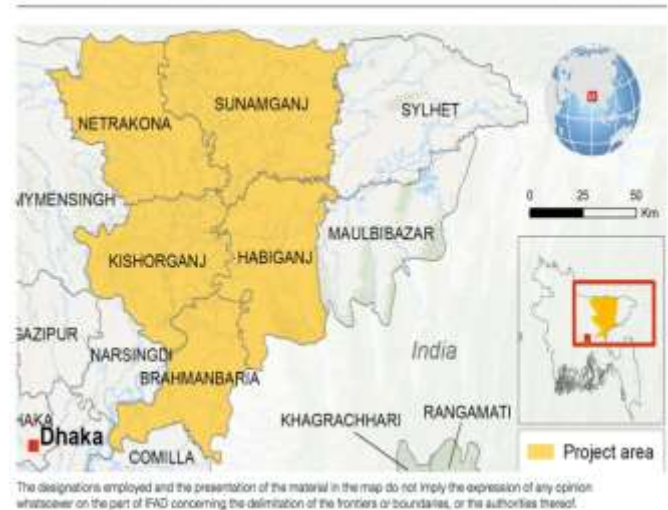 SUNAMGANJ
NETRAKONA
SYLHET
MYMENSINGH
0 25 50
Km
MAULBIBAZAR
KISHORGANJ
HABIGANJ
GAZIPUR
NARSINGDI
India
BRAHMANBARIA
KHAGRACHHARI
RANGAMATI
Dhaka
COMILLA
Project area
The designations employed and the presentation of the material in the map do not imply the expression of any opinion
whatsoever on the part of IFAD concerning the delimitation of the frontiers or boundaries, or the authorities thereof.